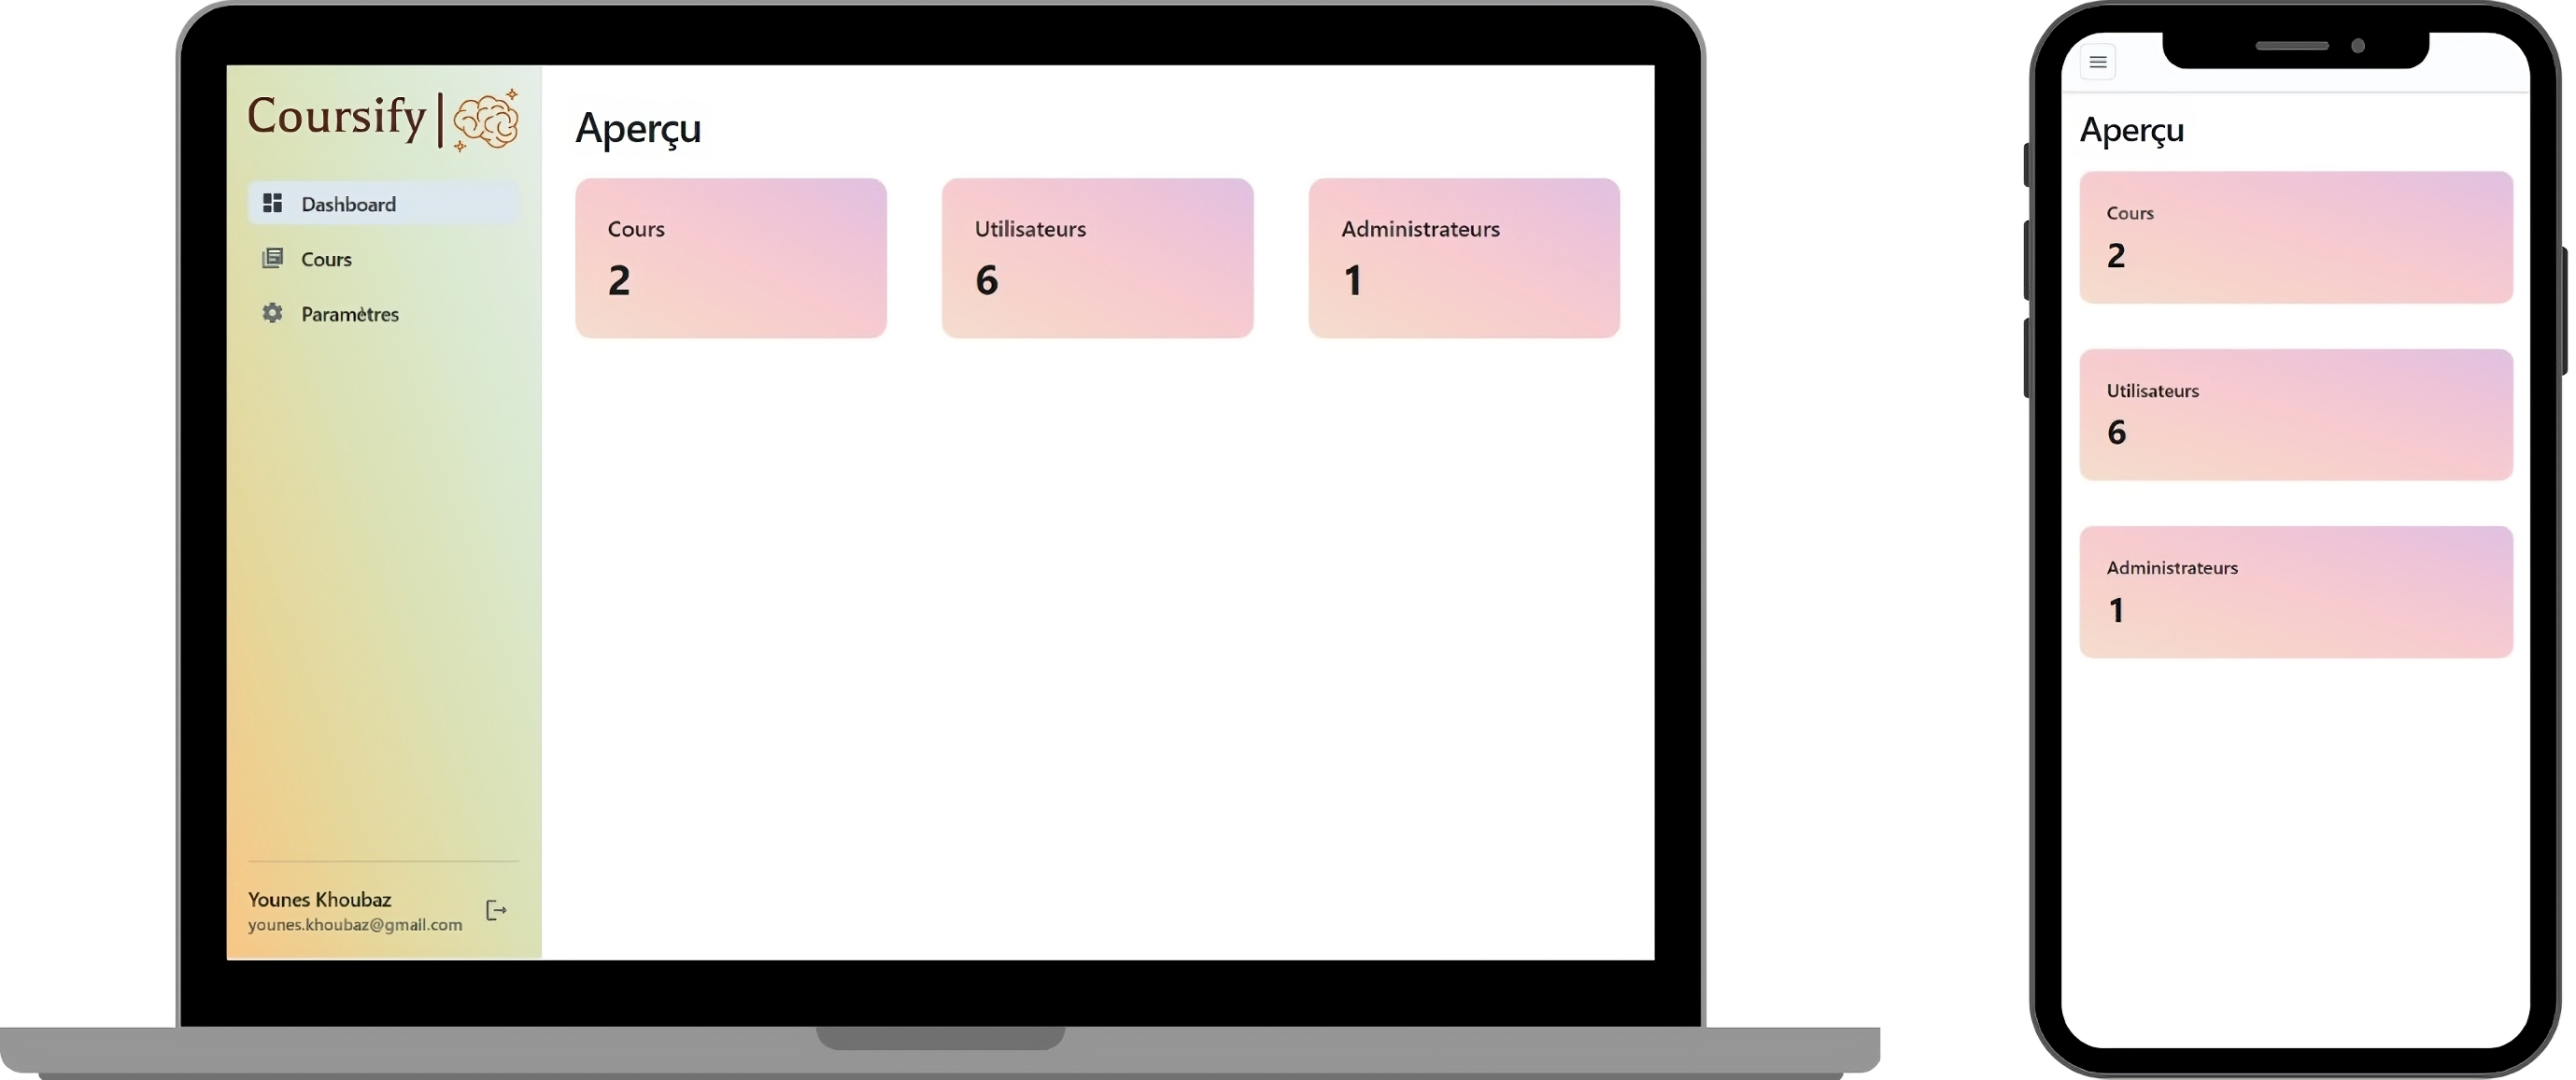 Coursify
Dashboard
Cours
Paramètres
Younes Khoubaz
younes.khoubaz@gmail.com
Aperçu
Cours
2
Utilisateurs
6
Administrateurs
1
Aperçu
Cours
2
Utilisateurs
6
Administrateurs
1